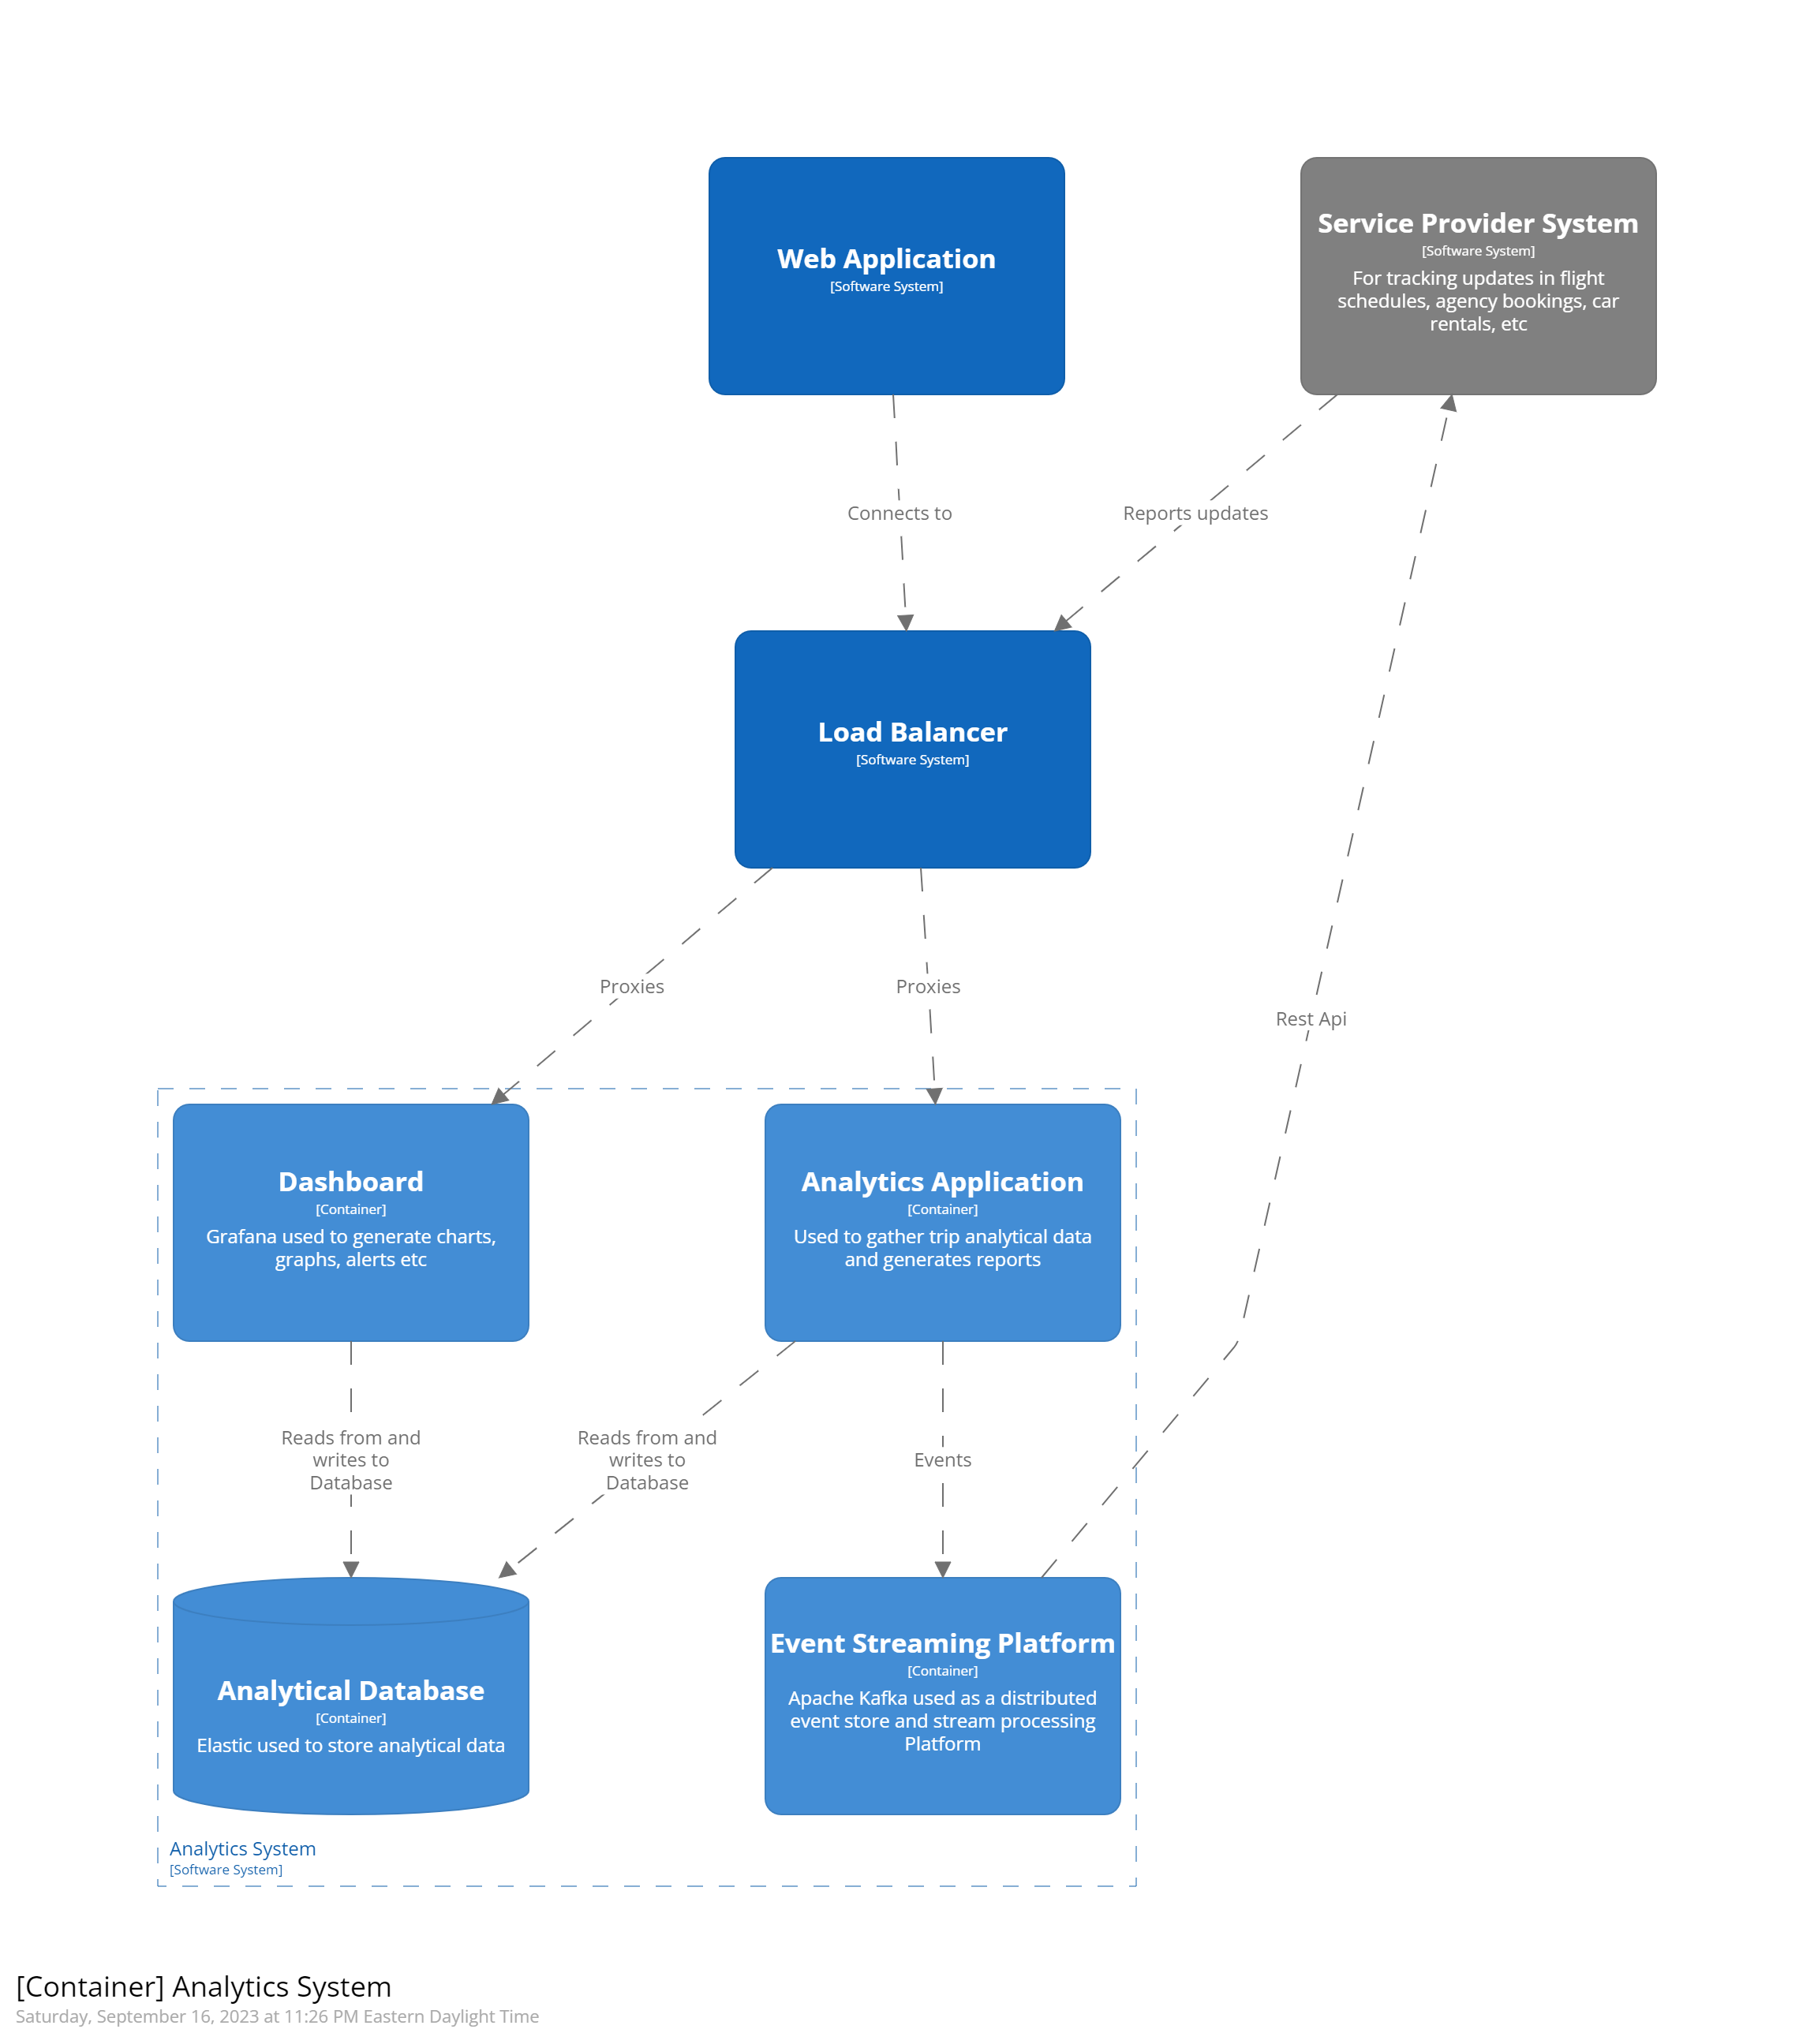 Web Application
[Software System]
Service Provider System
[Software System]
For tracking updates in flight
schedules, agency bookings, car
rentals, etc
Connects to
Reports updates
Load Balancer
[Software System]
Proxies
Proxies
Rest Api
Dashboard
[Container]
Grafana used to generate charts,
graphs, alerts etc
Analytics Application
[Container]
Used to gather trip analytical data
and generates reports
Reads from and
writes to
Database
Reads from and
writes to
Database
Events
Analytical Database
[Container]
Elastic used to store analytical data
Event Streaming Platform
[Container]
Apache Kafka used as a distributed
event store and stream processing
Platform
Analytics System
[Software System]
[Container] Analytics System
Saturday, September 16, 2023 at 11:26 PM Eastern Daylight Time